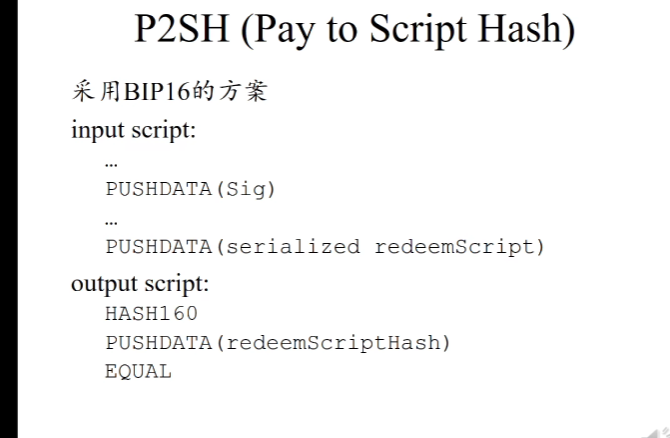 P2SH (Pay to Script Hash)
采用BIP16的方案
input script:
…
PUSHDATA(Sig)
…
PUSHDATA(serialized redeemScript)
output script:
HASH160
PUSHDATA(redeemScriptHash)
EQUAL